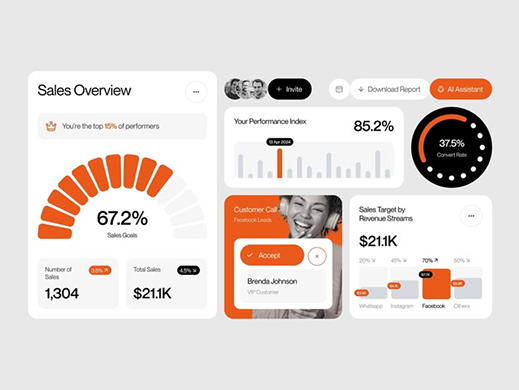 Sales Overview
You're the top 15% of performers
67.2%
Sales Goals
Number of Sales
3.5%
1,304
Total Sales
4.5%
$21.1K
Invite
Download Report
AI Assistant
Your Performance Index
85.2%
13 Apr 2024
37.5%
Convert Rate
Customer Call
Facebook Leads
Accept
Brenda Johnson
VIP Customer
Sales Target by
Revenue Streams
$21.1K
20%
45%
70%
50%
Whatsapp
Instagram
Facebook
Others